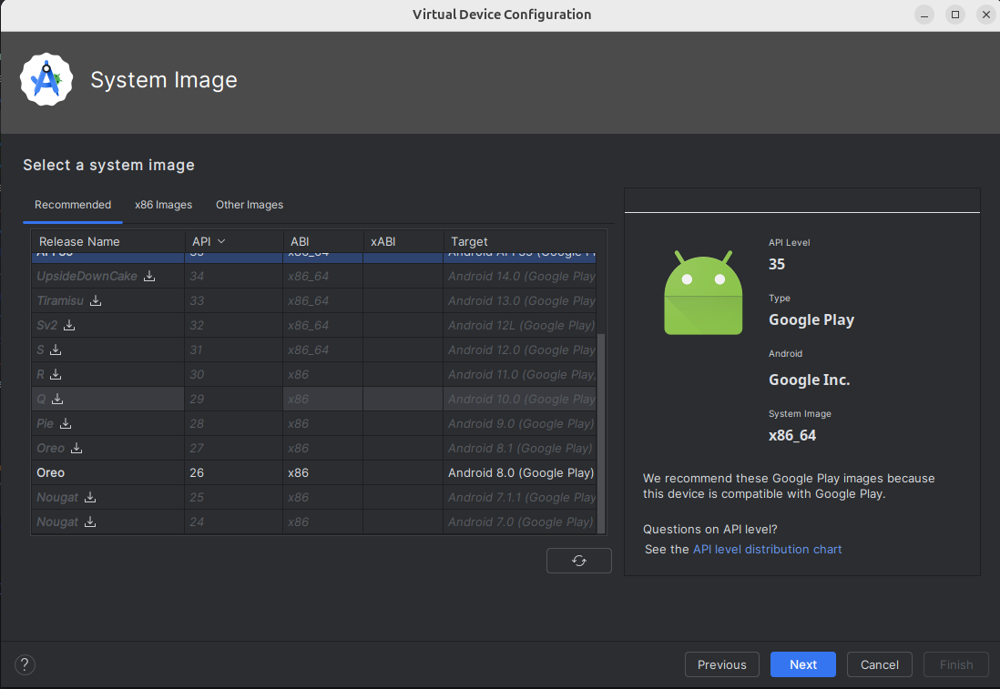 Virtual Device Configuration
System Image
Select a system image
Recommended x86 Images Other Images
Release Name API ABI xABI Target
UpsideDownCake 34 x86_64 Android 14.0 (Google Play
Tiramisu 33 x86_64 Android 13.0 (Google Play
Sv2 32 x86_64 Android 12L (Google Play)
S 31 x86_64 Android 12.0 (Google Play
R 30 x86 Android 11.0 (Google Play,
Q 29 x86 Android 10.0 (Google Play
Pie 28 x86 Android 9.0 (Google Play)
Oreo 27 x86 Android 8.1 (Google Play)
Oreo 26 x86 Android 8.0 (Google Play)
Nougat 25 x86 Android 7.1.1 (Google Play
Nougat 24 x86 Android 7.0 (Google Play)
API Level
35
Type
Google Play
Android
Google Inc.
System Image
x86_64
We recommend these Google Play images because
this device is compatible with Google Play.
Questions on API level?
See the API level distribution chart
? Previous Next Cancel Finish